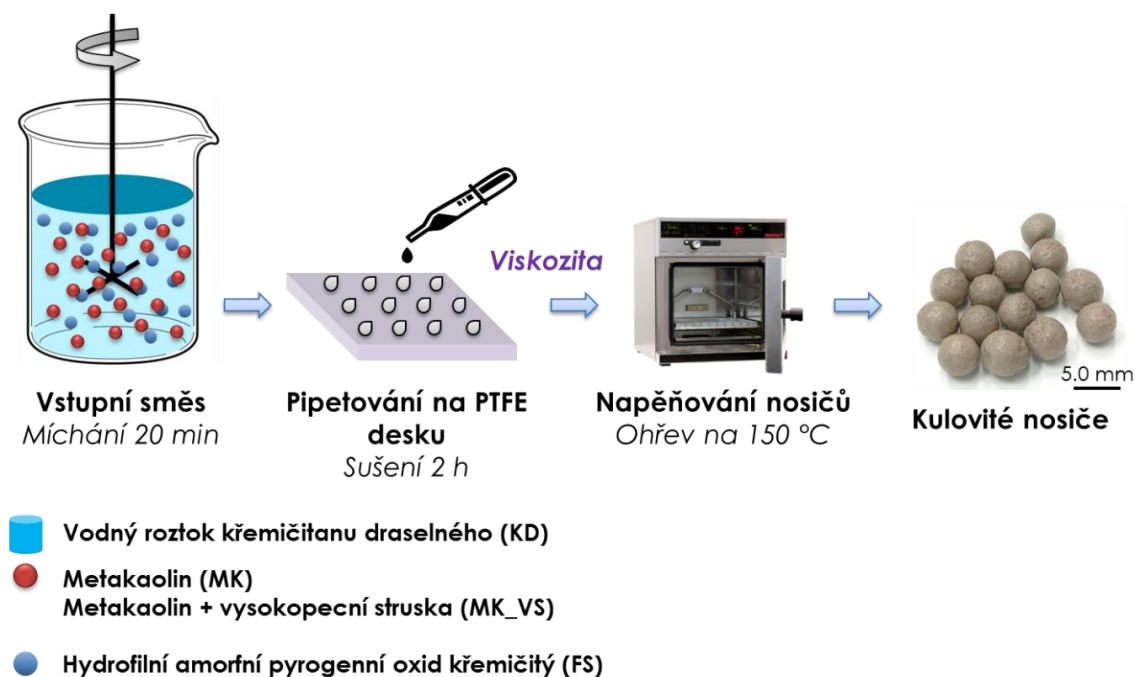 Viskozita
5.0 mm
Vstupní směs
Míchání 20 min
Pipetování na PTFE
desku
Sušení 2 h
Napěňování nosičů
Ohřev na 150 °C
Kulovité nosiče
Vodný roztok křemičitanu draselného (KD)
Metakaolin (MK)
Metakaolin + vysokopecní struska (MK_VS)
Hydrofilní amorfní pyrogenní oxid křemičitý (FS)